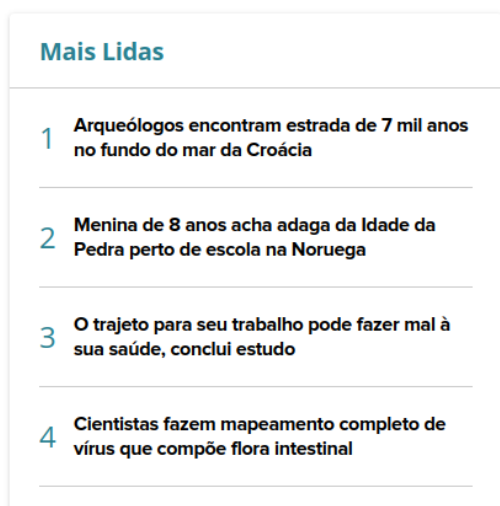 Mais Lidas
1
Arqueólogos encontram estrada de 7 mil anos
no fundo do mar da Croácia
2
Menina de 8 anos acha adaga da Idade da
Pedra perto de escola na Noruega
3
O trajeto para seu trabalho pode fazer mal à
sua saúde, conclui estudo
4
Cientistas fazem mapeamento completo de
vírus que compõe flora intestinal